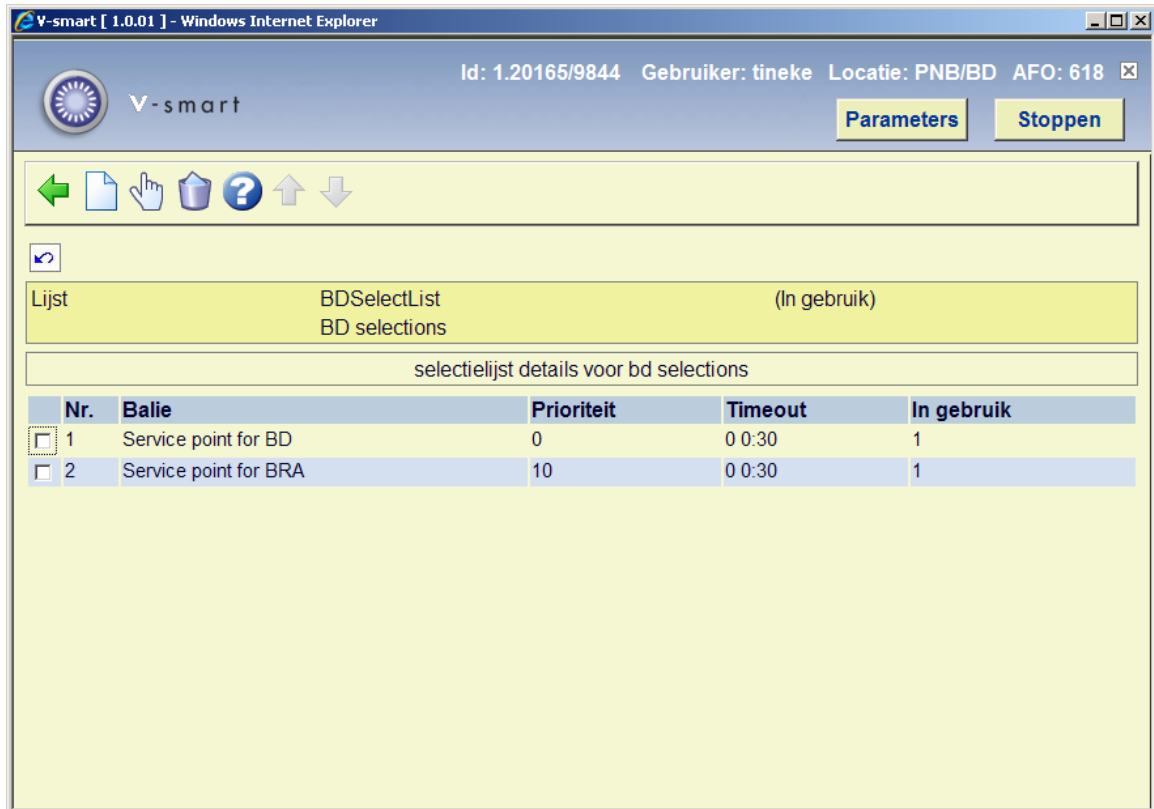 V-smart [ 1.0.01 ] - Windows Internet Explorer
Id: 1.20165/9844 Gebruiker: tineke Locatie: PNB/BD AFO: 618
V-smart
Parameters Stoppen
Lijst BDSelectList (In gebruik)
BD selections
selectielijst details voor bd selections
Nr. Balie Prioriteit Timeout In gebruik
1 Service point for BD 0 0 0:30 1
2 Service point for BRA 10 0 0:30 1